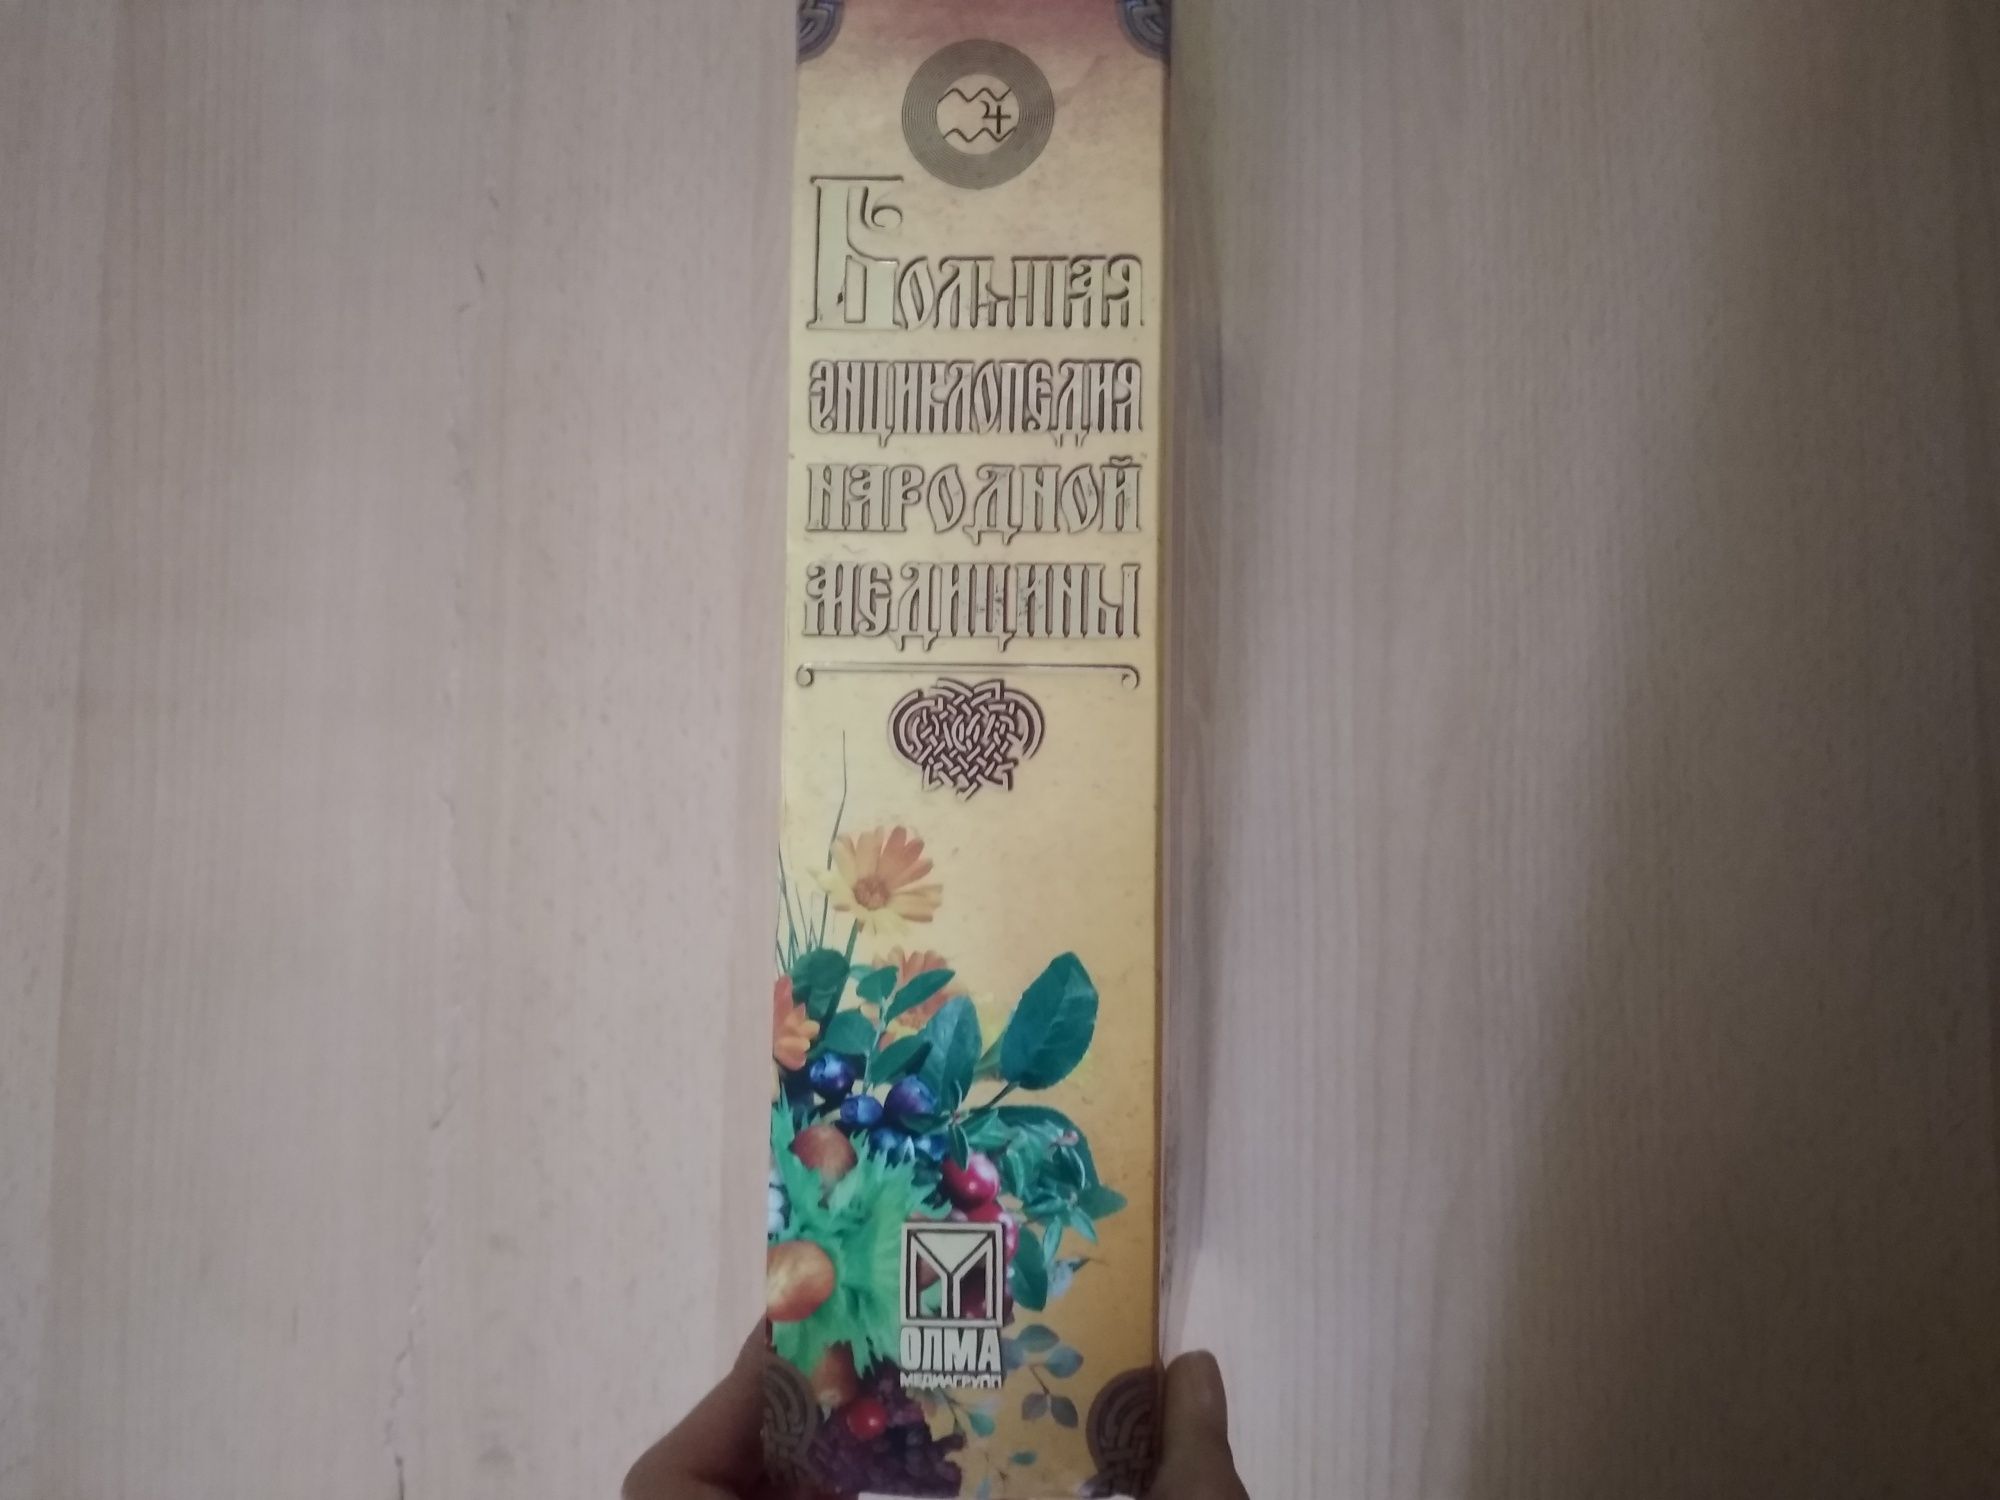 Большая
энциклопедия
народной
медицины
ОЛМА
МЕДИАГРУПП